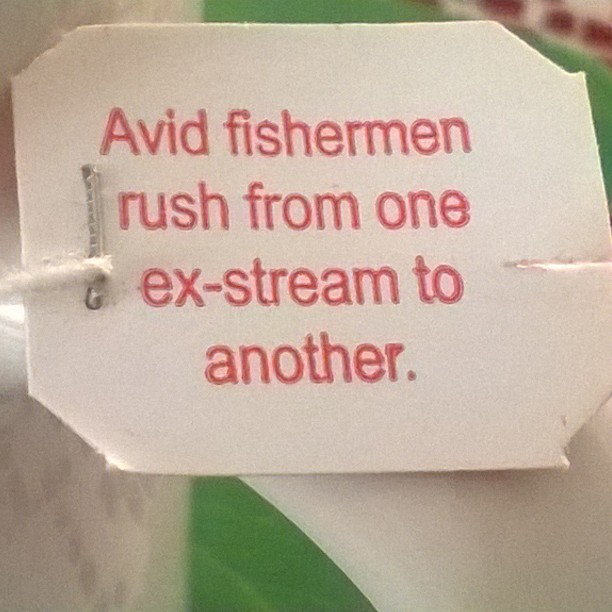 Avid fishermen
rush from one
ex-stream to
another.